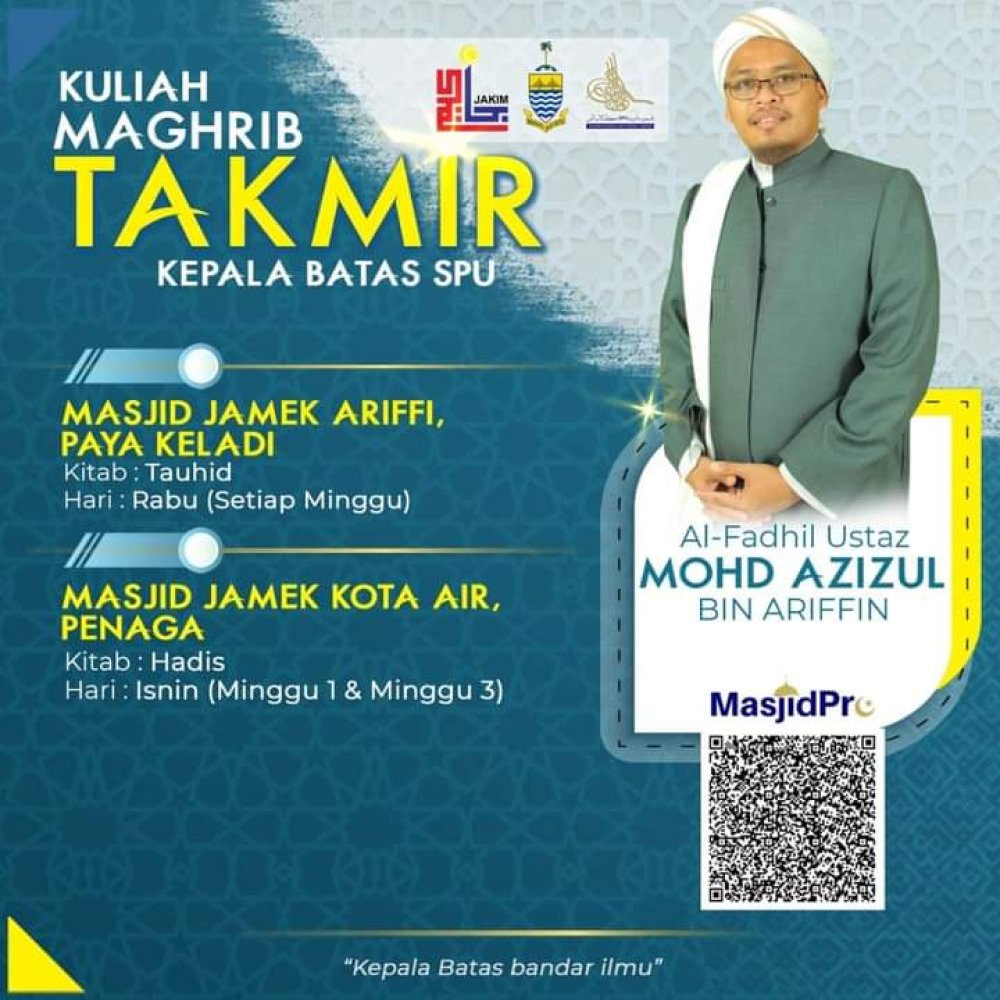 KULIAH
MAGHRIB
TAKMIR
KEPALA BATAS SPU
JAKIM
MASJID JAMEK ARIFFI,
PAYA KELADI
Kitab : Tauhid
Hari : Rabu (Setiap Minggu)
MASJID JAMEK KOTA AIR,
PENAGA
Kitab : Hadis
Hari : Isnin (Minggu 1 & Minggu 3)
Al-Fadhil Ustaz
MOHD AZIZUL
BIN ARIFFIN
MasjidPro
"Kepala Batas bandar ilmu"